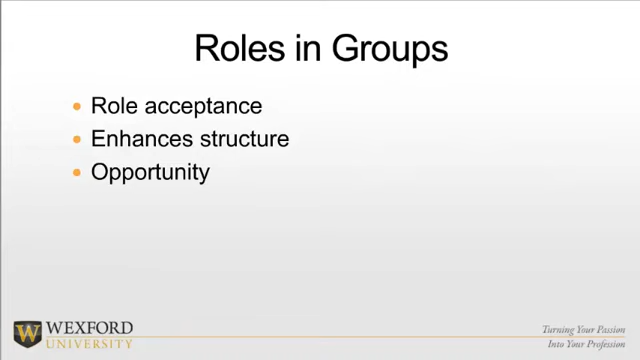 Roles in Groups
Role acceptance
Enhances structure
Opportunity
W
WEXFORD
UNIVERSITY
Turning Your Passion
Into Your Profession